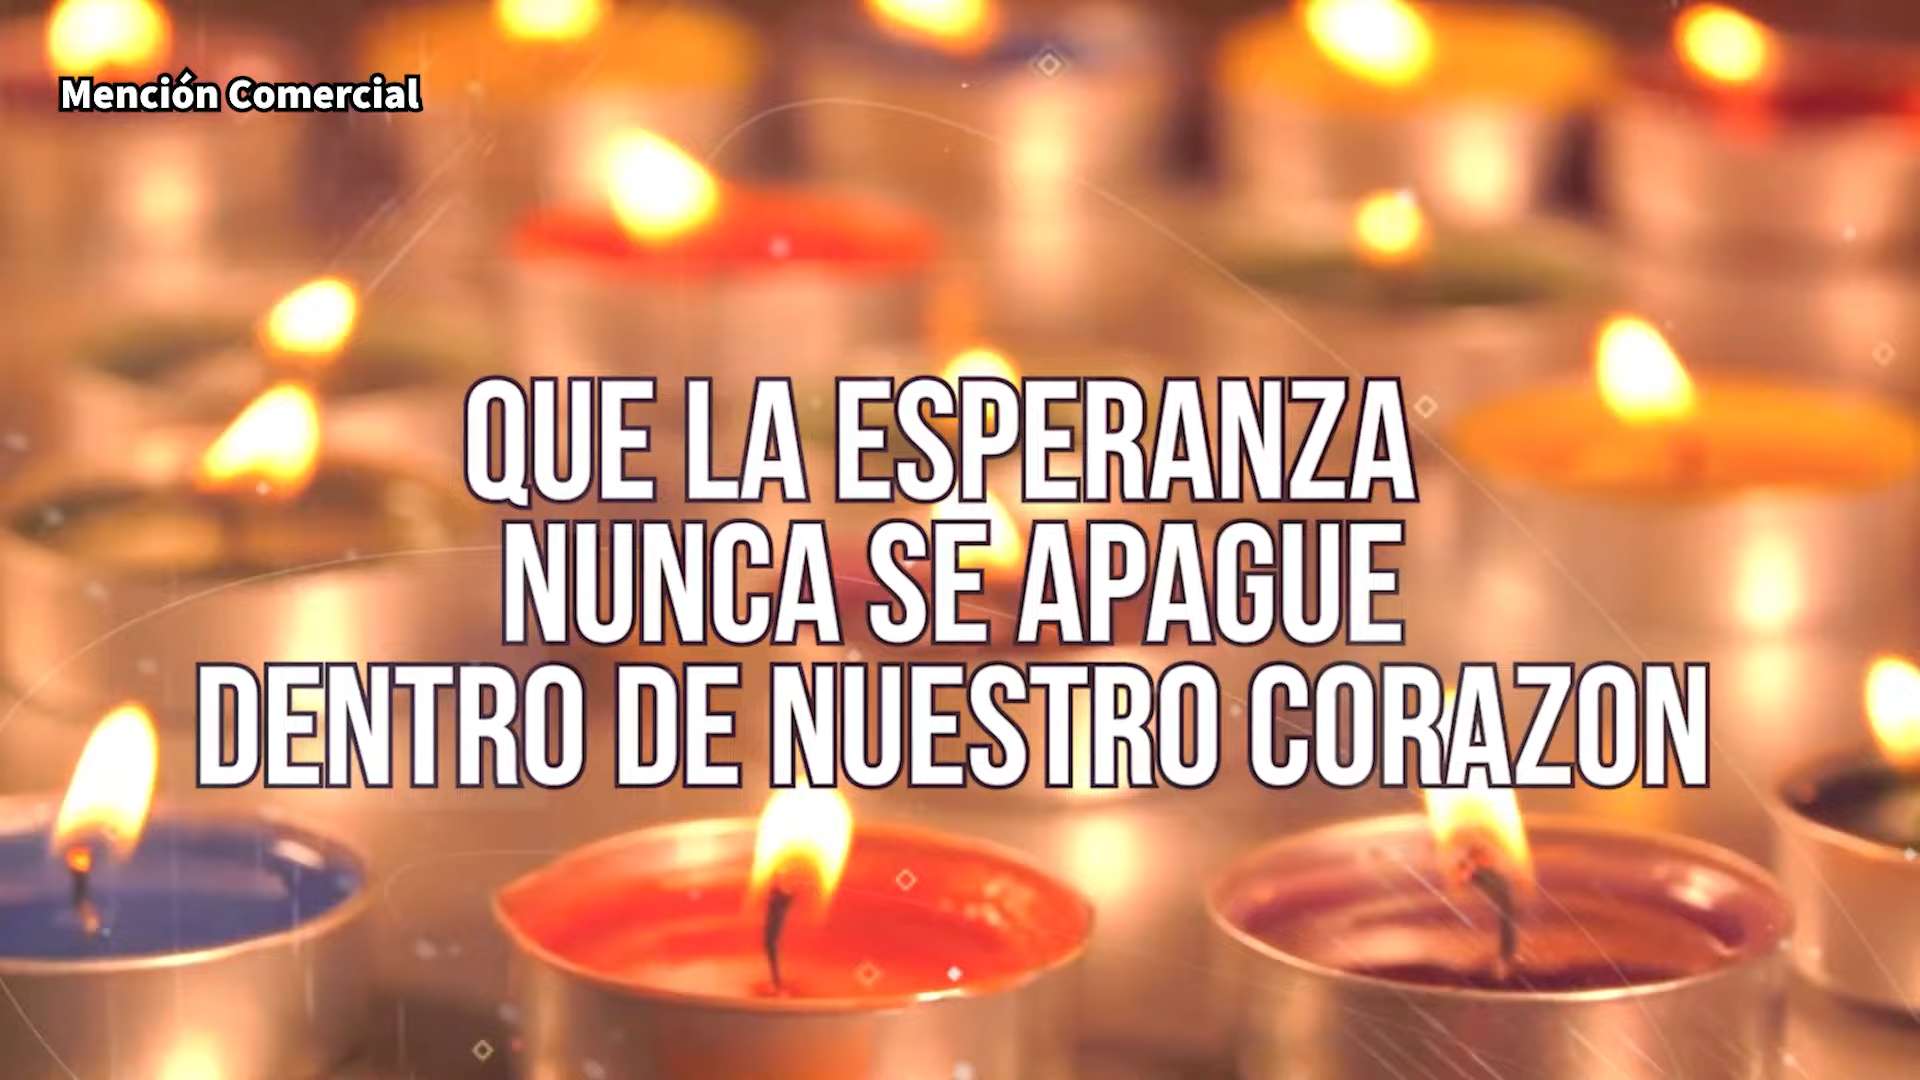 Mención Comercial
QUE LA ESPERANZA
NUNCA SE APAGUE
DENTRO DE NUESTRO CORAZON